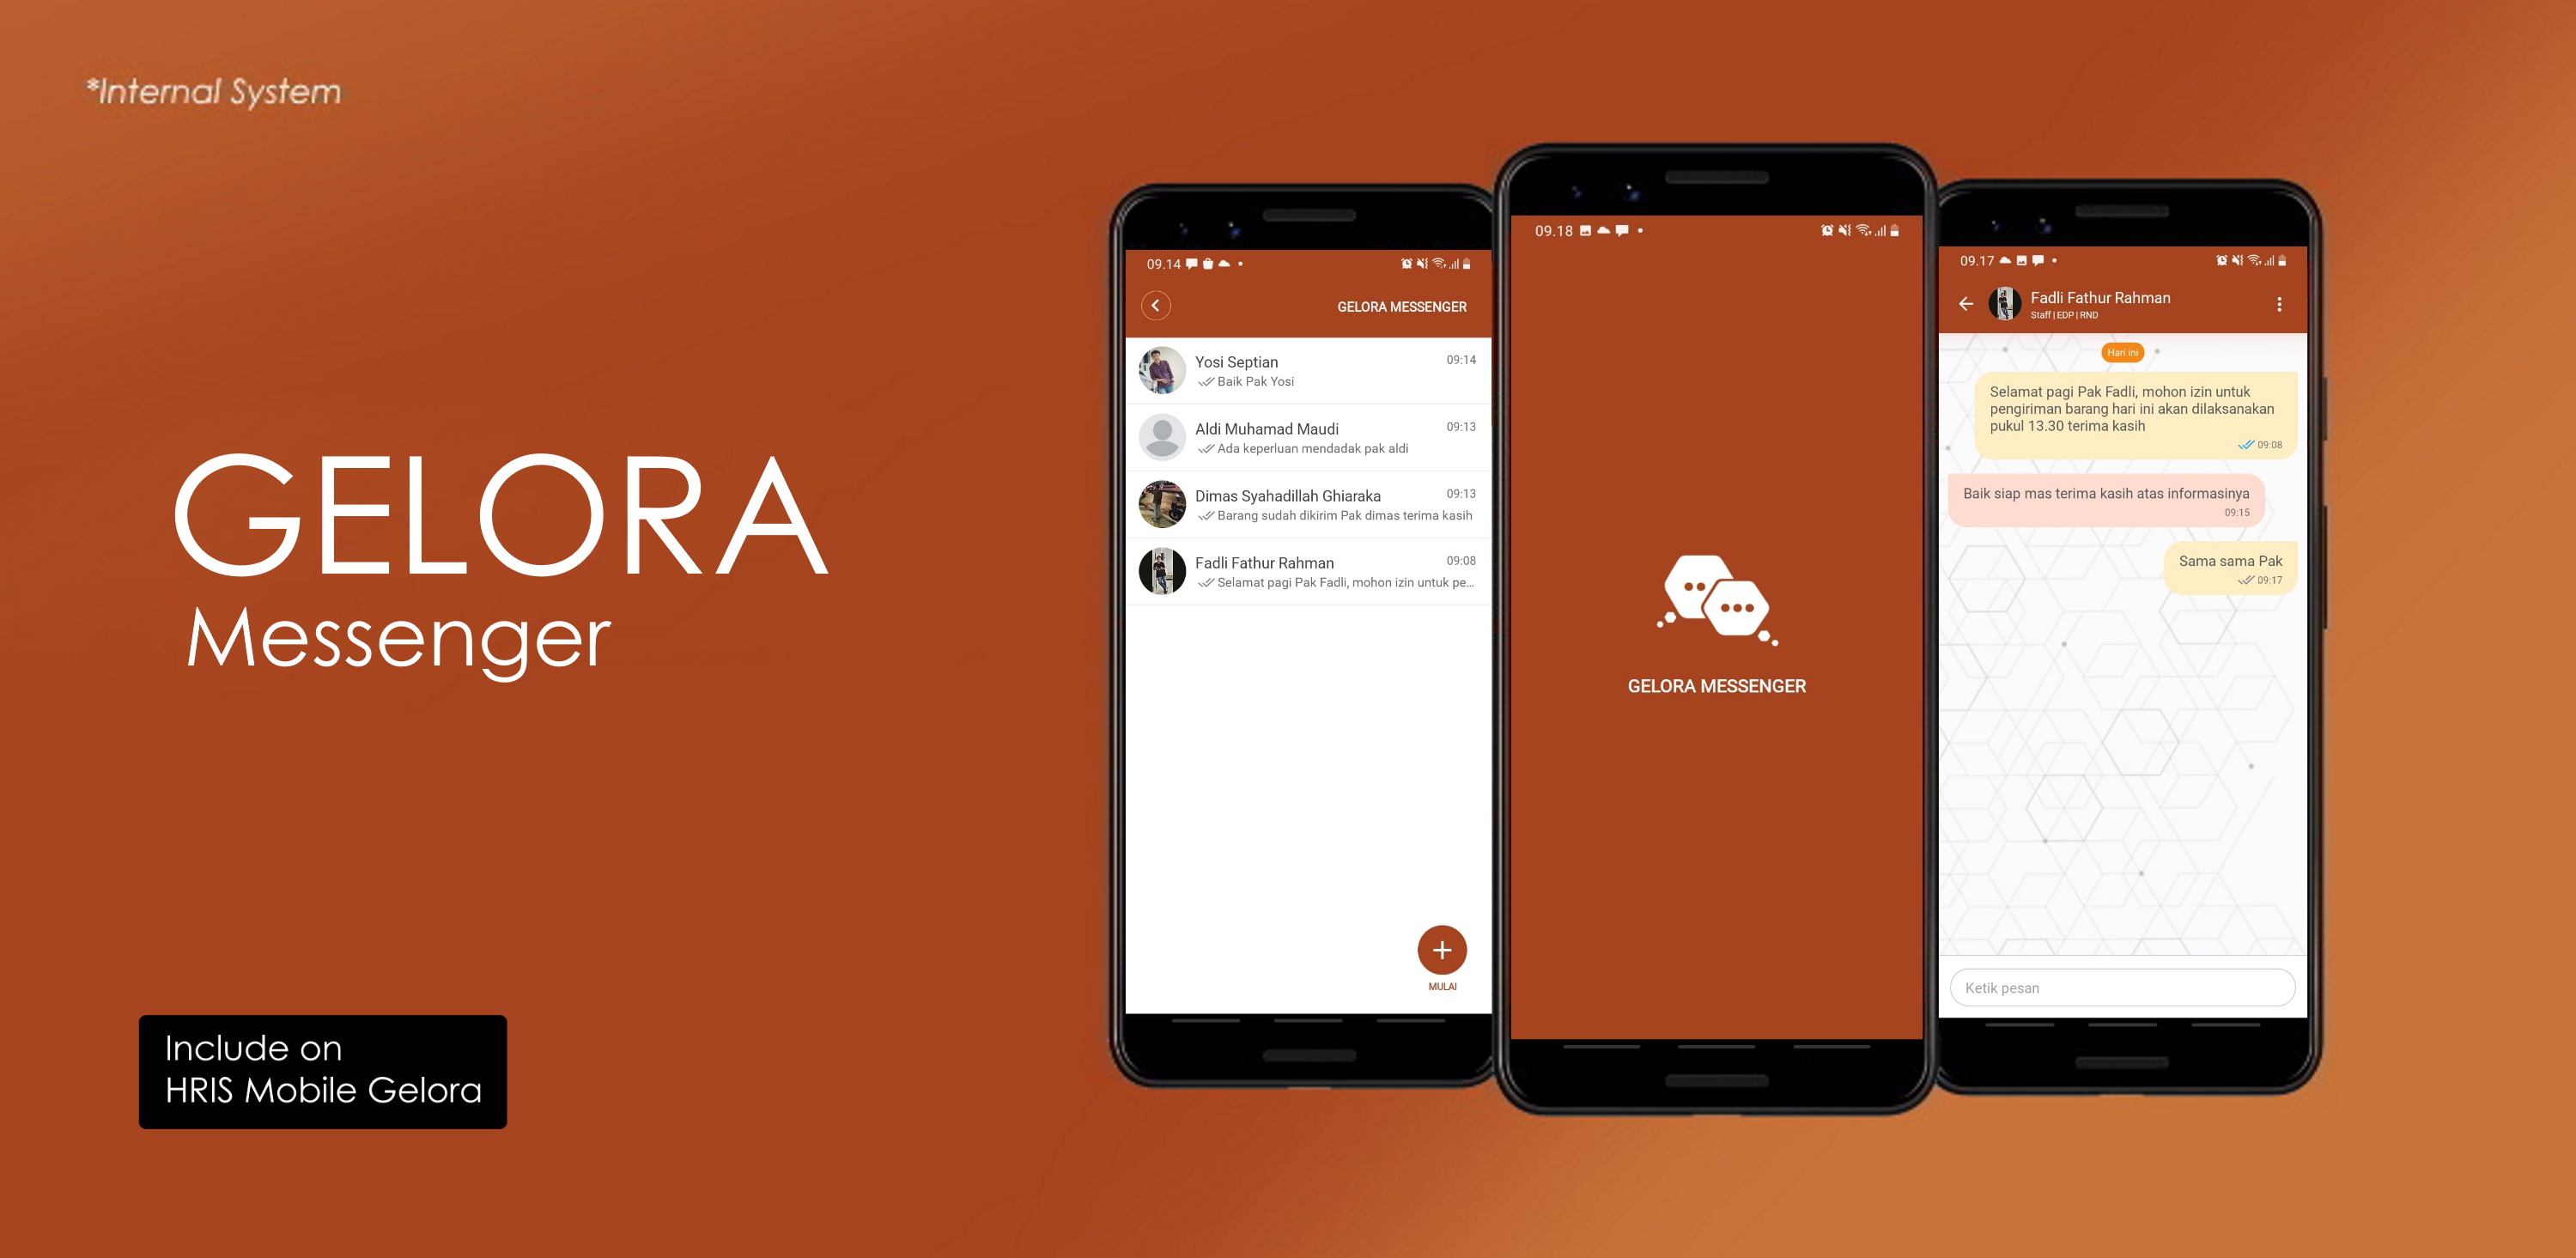 *Internal System
GELORA
Messenger
Include on
HRIS Mobile Gelora
09.14
GELORA MESSENGER
Yosi Septian
09:14
Baik Pak Yosi
Aldi Muhamad Maudi
09:13
Ada keperluan mendadak pak aldi
Dimas Syahadillah Ghiaraka
09:13
Barang sudah dikirim Pak dimas terima kasih
Fadli Fathur Rahman
09:08
Selamat pagi Pak Fadli, mohon izin untuk pe...
MULAI
09.18
GELORA MESSENGER
09.17
Fadli Fathur Rahman
Staff | EDP | RND
Hari ini
Selamat pagi Pak Fadli, mohon izin untuk
pengiriman barang hari ini akan dilaksanakan
pukul 13.30 terima kasih
09:08
Baik siap mas terima kasih atas informasinya
09:15
Sama sama Pak
09:17
Ketik pesan